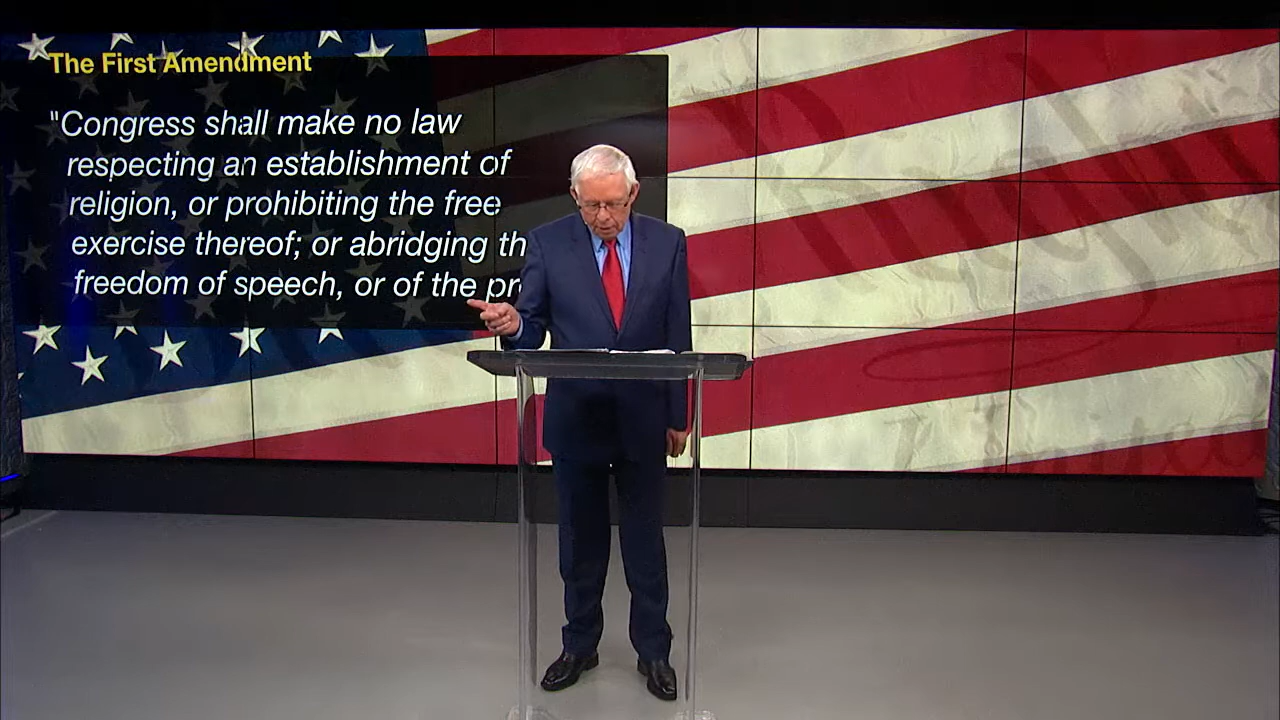 The First Amendment
"Congress shall make no law
respecting an establishment of
religion, or prohibiting the free
exercise thereof; or abridging
freedom of speech, or of the